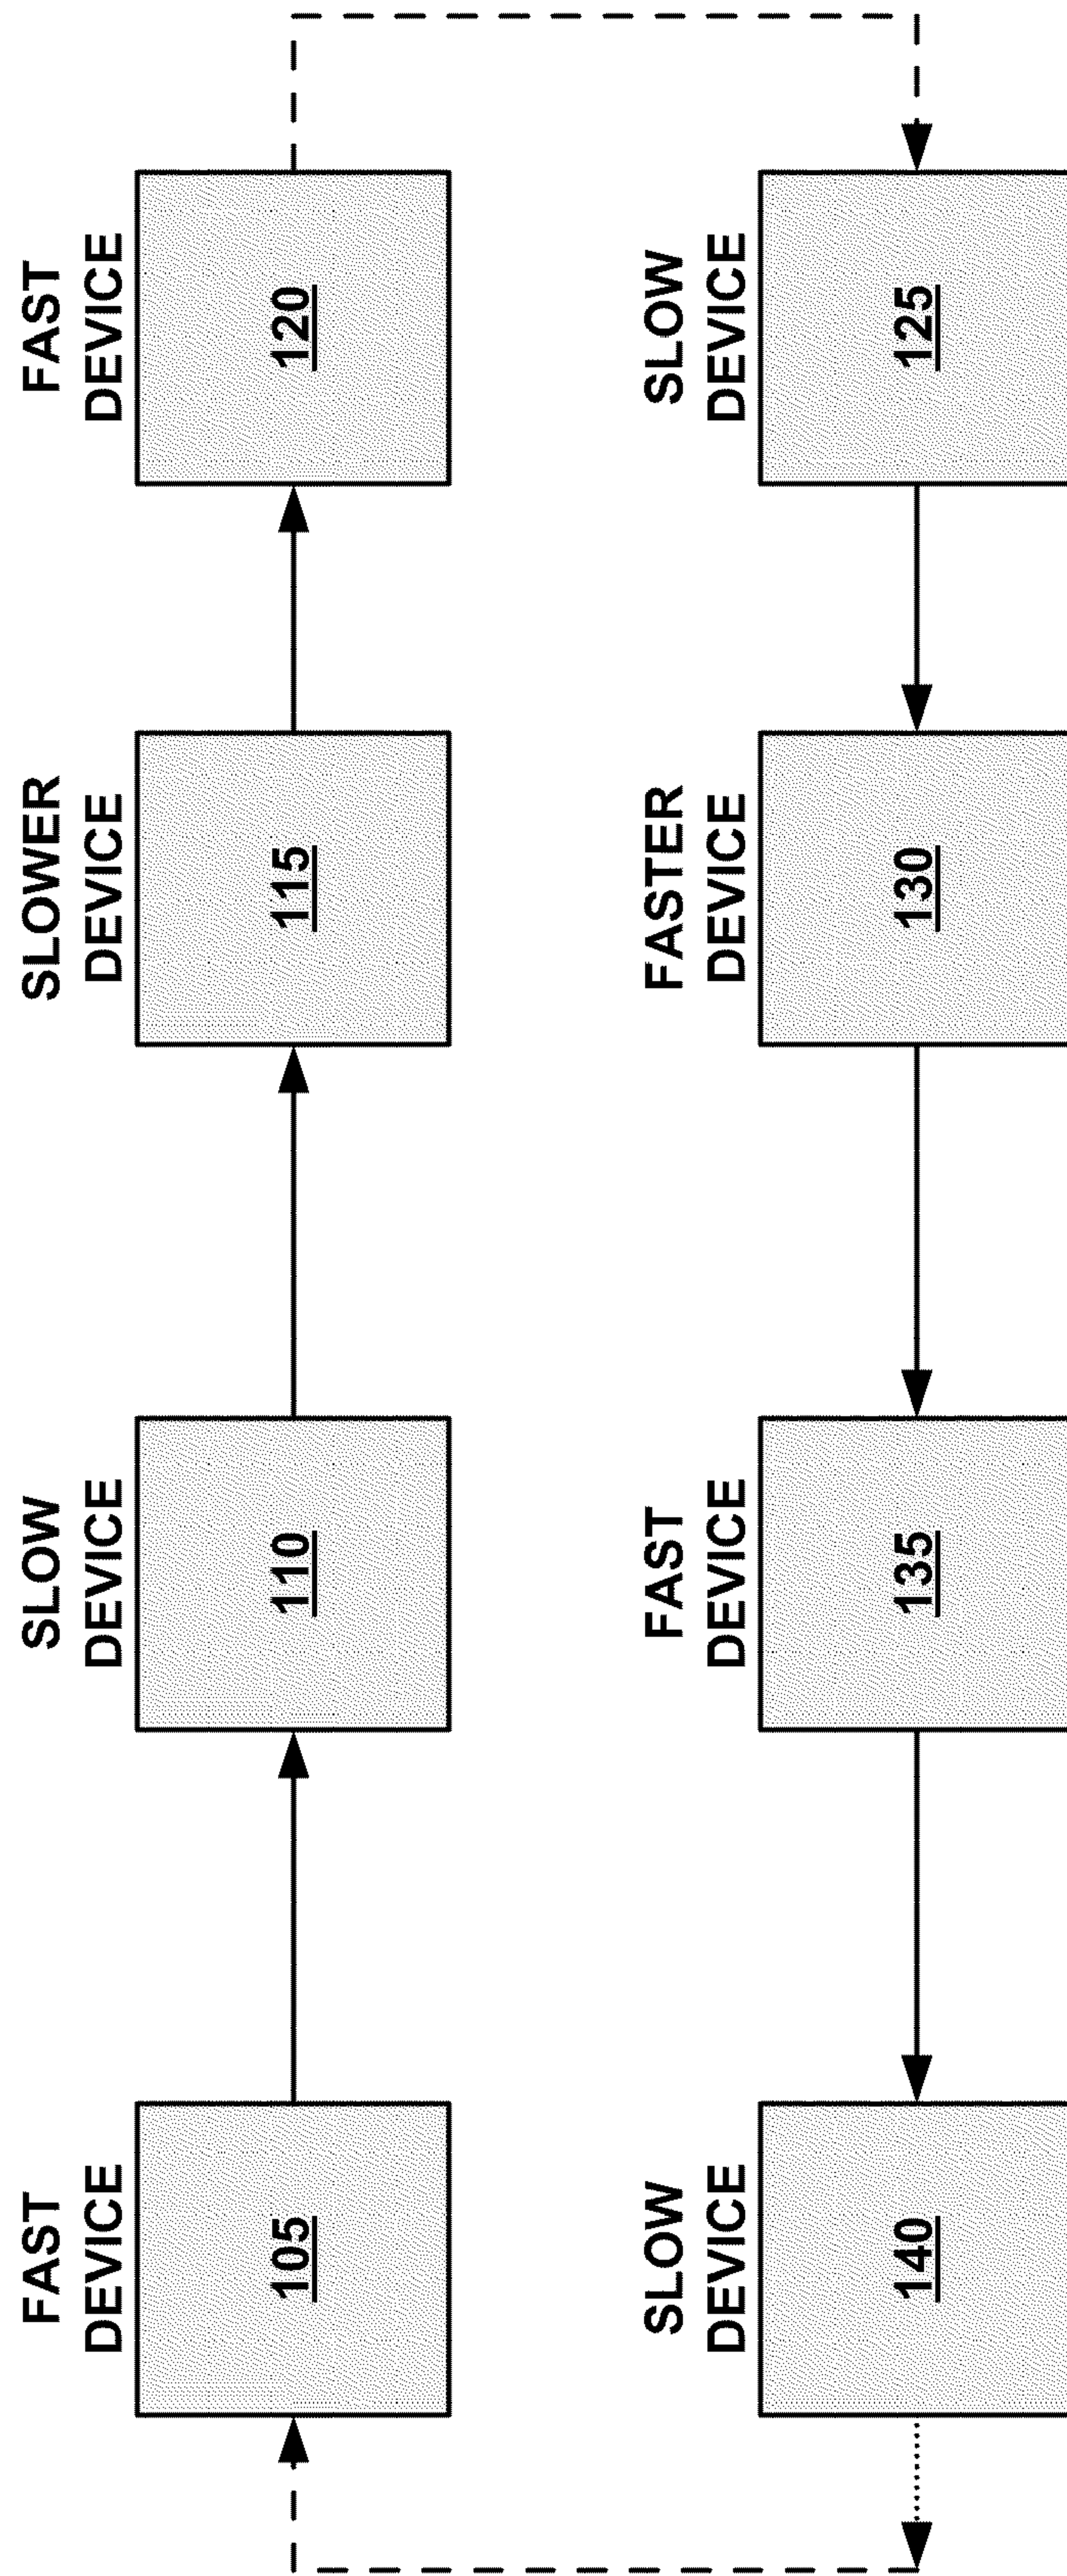 FAST
DEVICE
105
SLOW
DEVICE
110
SLOWER
DEVICE
115
FAST
DEVICE
120
SLOW
DEVICE
125
FASTER
DEVICE
130
FAST
DEVICE
135
SLOW
DEVICE
140